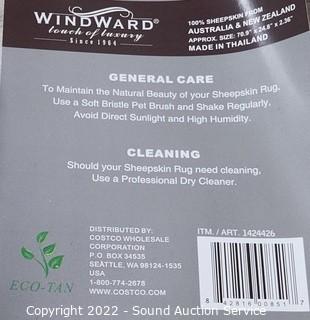 WINDWARD®
touch of luxury
Since 1964
100% SHEEPSKIN FROM
AUSTRALIA & NEW ZEALAND
APPROX. SIZE: 70.9" x 24.8" x 2.36"
MADE IN THAILAND
GENERAL CARE
To Maintain the Natural Beauty of your Sheepskin Rug,
Use a Soft Bristle Pet Brush and Shake Regularly,
Avoid Direct Sunlight and High Humidity.
CLEANING
Should your Sheepskin Rug need cleaning,
Use a Professional Dry Cleaner.
DISTRIBUTED BY:
COSTCO WHOLESALE
CORPORATION
P.O. BOX 34535
SEATTLE, WA 98124-1535
USA
1-800-774-2678
WWW.COSTCO.COM
ITM. / ART. 1424426
8 42816 00851 7
ECO-TAN
Copyright 2022 - Sound Auction Service